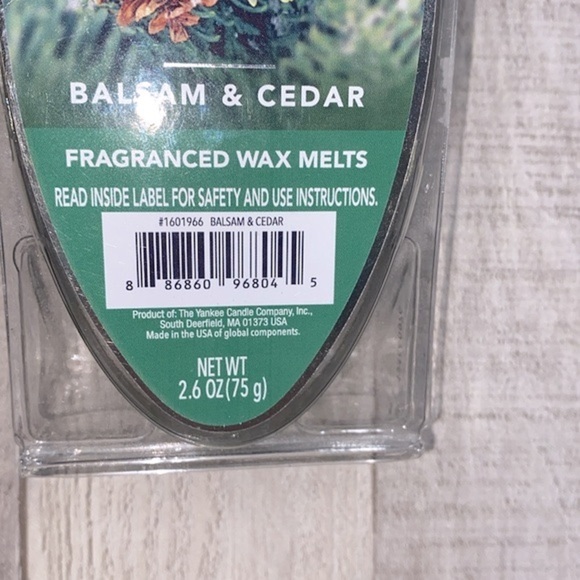 BALSAM & CEDAR
FRAGRANCED WAX MELTS
READ INSIDE LABEL FOR SAFETY AND USE INSTRUCTIONS.
#1601966 BALSAM & CEDAR
8 86860 96804 5
Product of: The Yankee Candle Company, Inc.,
South Deerfield, MA 01373 USA
Made in the USA of global components.
NET WT
2.6 OZ (75 g)